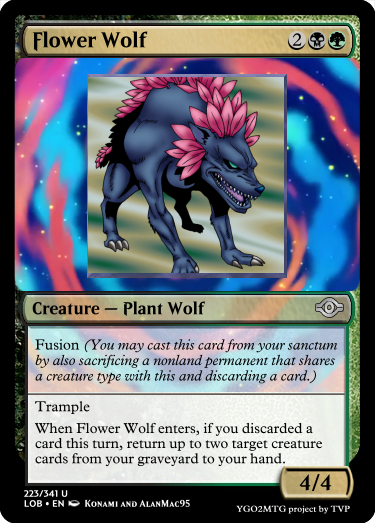 Flower Wolf 2
Creature — Plant Wolf
Fusion (You may cast this card from your sanctum
by also sacrificing a nonland permanent that shares
a creature type with this and discarding a card.)
Trample
When Flower Wolf enters, if you discarded a
card this turn, return up to two target creature
cards from your graveyard to your hand.
4/4
223/341 U
LOB • EN Konami and AlanMac95
YGO2MTG project by TVP